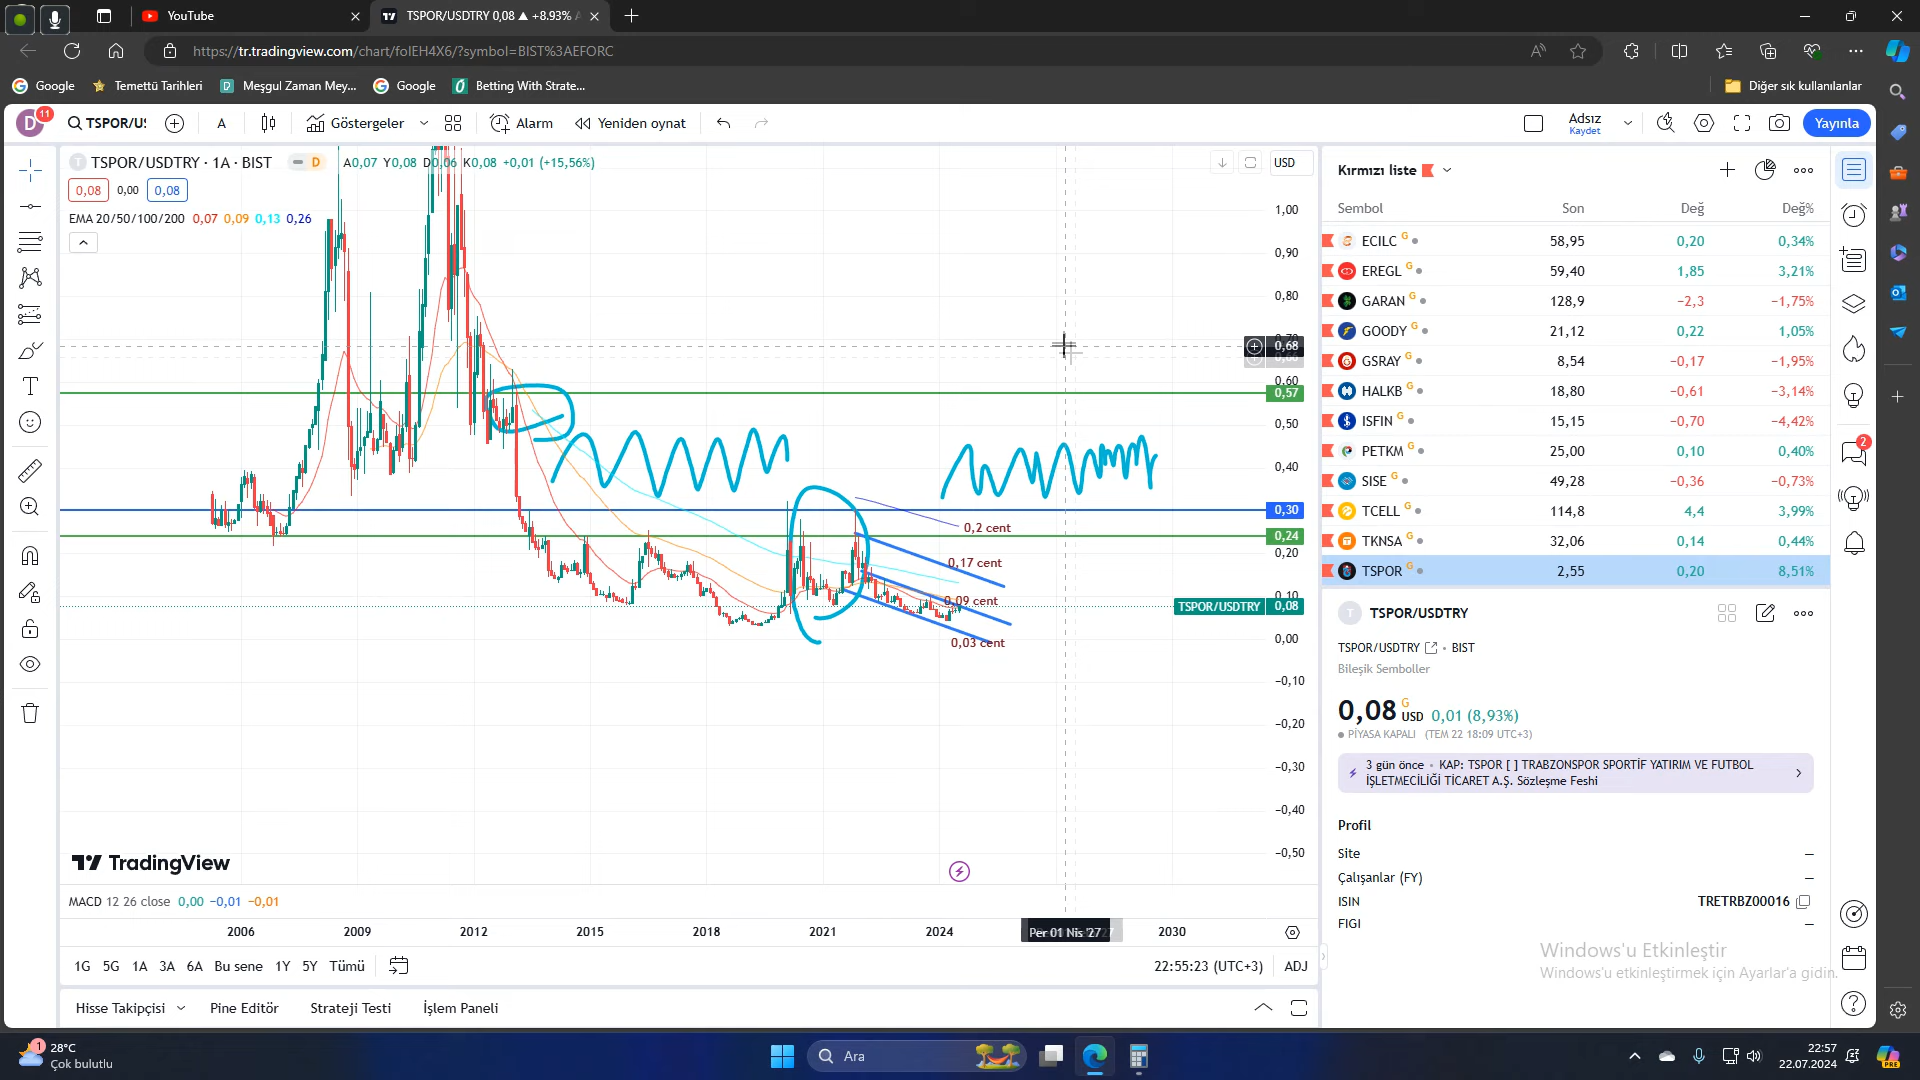 YouTube
TSPOR/USDTRY 0,08 ▲ +8.93% A
https://tr.tradingview.com/chart/folEH4X6/?symbol=BIST%3AEFORC
Google
Temettü Tarihleri
Meşgul Zaman Mey...
Google
Betting With Strate...
Diğer sık kullanılanlar
D 11
TSPOR/U:
A
Göstergeler
Alarm
Yeniden oynat
Adsız
Kaydet
Yayınla
TSPOR/USDTRY · 1A · BIST
D
A0,07 Y0,08 D0,06 K0,08 +0,01 (+15,56%)
0,08 0,00 0,08
EMA 20/50/100/200 0,07 0,09 0,13 0,26
USD
1,00
0,90
0,80
0,68
0,60
0,57
0,50
0,40
0,30
0,24
0,20
0,10
TSPOR/USDTRY 0,08
0,00
−0,10
−0,20
−0,30
−0,40
−0,50
0,2 cent
0,17 cent
0,09 cent
0,03 cent
TradingView
MACD 12 26 close 0,00 −0,01 −0,01
2006 2009 2012 2015 2018 2021 2024 Per 01 Nis '27 2030
1G 5G 1A 3A 6A Bu sene 1Y 5Y Tümü
22:55:23 (UTC+3) ADJ
Hisse Takipçisi Pine Editör Strateji Testi İşlem Paneli
Kırmızı liste
Sembol Son Değ Değ%
ECILC G 58,95 0,20 0,34%
EREGL G 59,40 1,85 3,21%
GARAN G 128,9 −2,3 −1,75%
GOODY G 21,12 0,22 1,05%
GSRAY G 8,54 −0,17 −1,95%
HALKB G 18,80 −0,61 −3,14%
ISFIN G 15,15 −0,70 −4,42%
PETKM G 25,00 0,10 0,40%
SISE G 49,28 −0,36 −0,73%
TCELL G 114,8 4,4 3,99%
TKNSA G 32,06 0,14 0,44%
TSPOR G 2,55 0,20 8,51%
T TSPOR/USDTRY
TSPOR/USDTRY • BIST
Bileşik Semboller
0,08 G USD 0,01 (8,93%)
PİYASA KAPALI (TEM 22 18:09 UTC+3)
3 gün önce • KAP: TSPOR [ ] TRABZONSPOR SPORTİF YATIRIM VE FUTBOL
İŞLETMECİLİĞİ TİCARET A.Ş. Sözleşme Feshi
Profil
Site –
Çalışanlar (FY) –
ISIN TRETRBZ00016
FIGI –
2
Windows'u Etkinleştir
Windows'u etkinleştirmek için Ayarlar'a gidin.
1
28°C
Çok bulutlu
Ara
22:57
22.07.2024
PRE